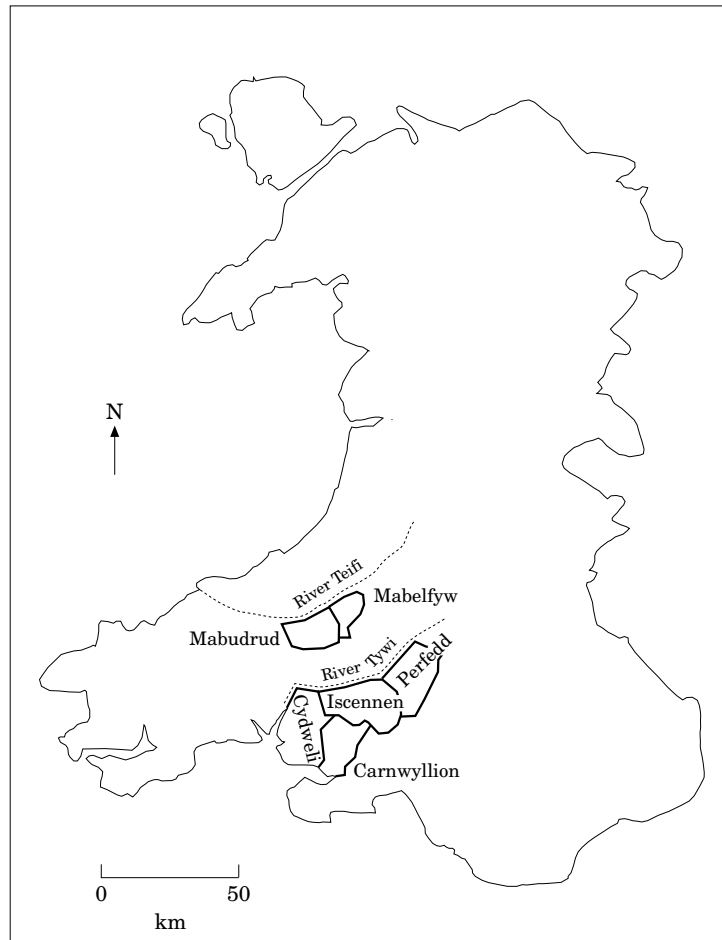 N
River Teifi
Mabelfyw
Mabudrud
River Tywi
Perfedd
Iscennen
Cydweli
Carnwyllion
0 50
km